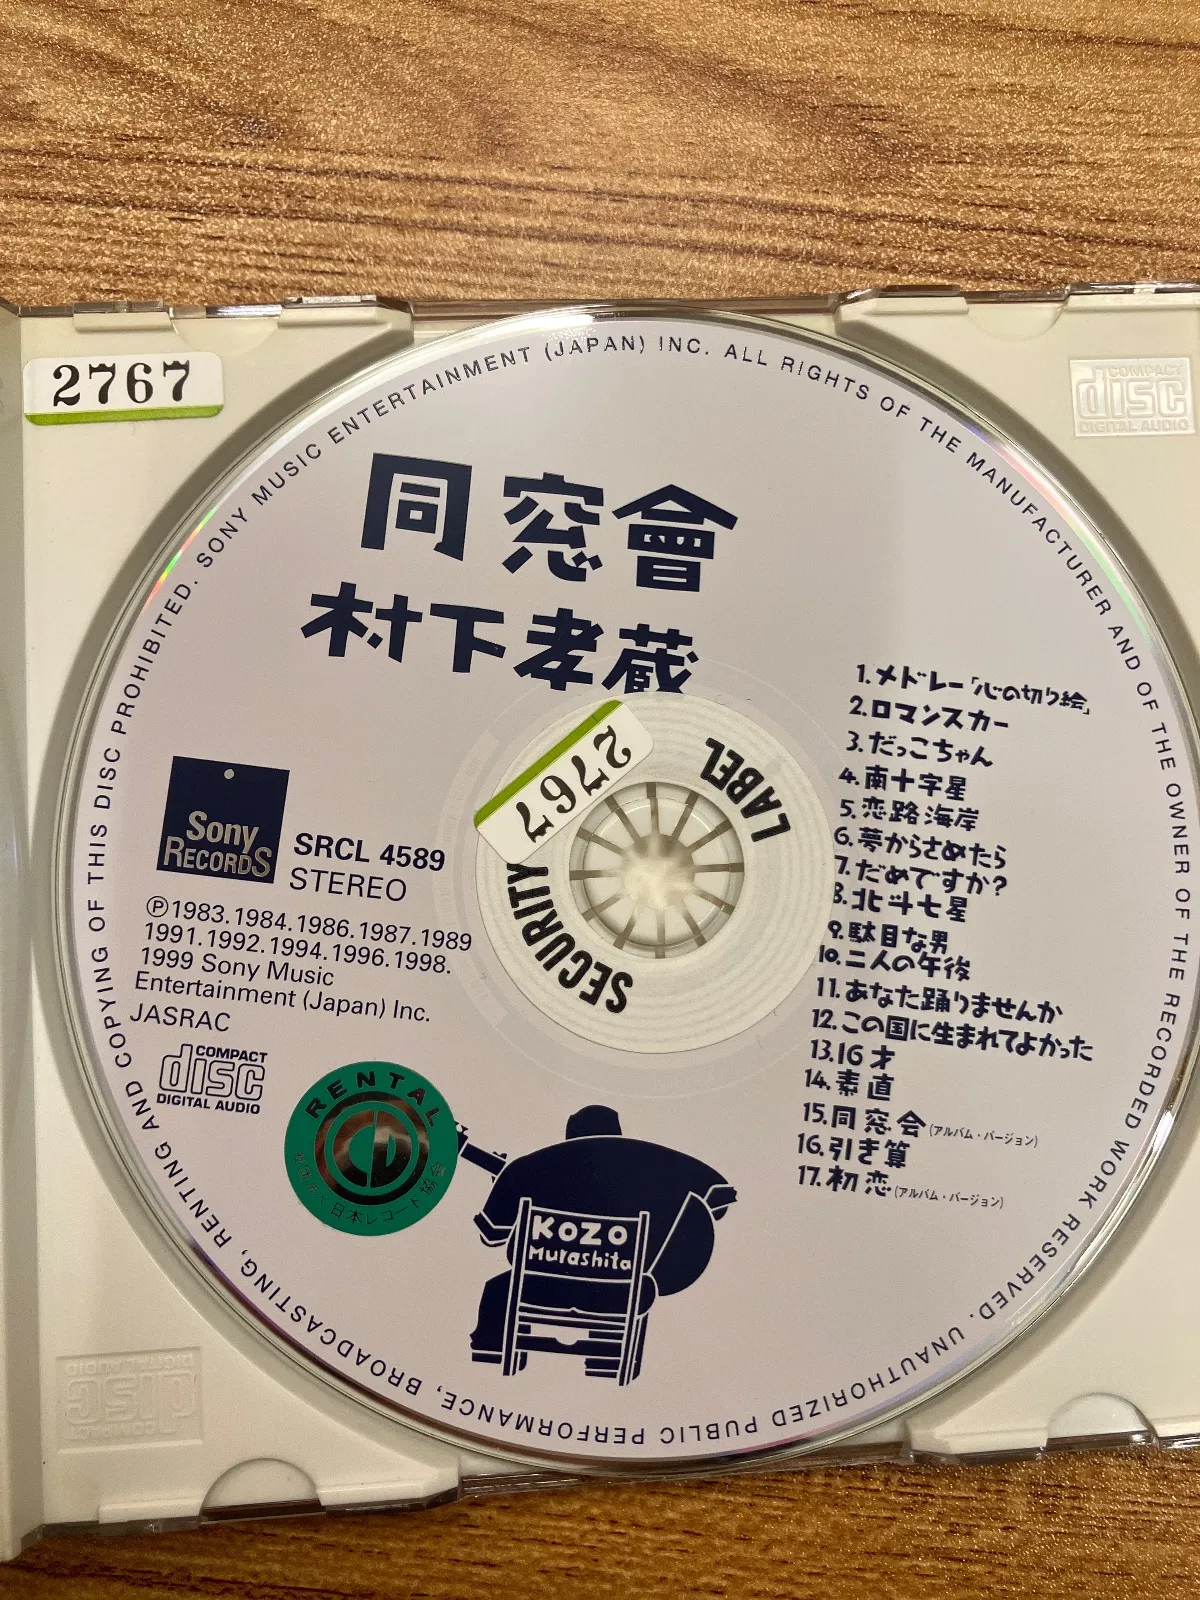 2767
COMPACT
disc
DIGITAL AUDIO
SONY MUSIC ENTERTAINMENT (JAPAN) INC. ALL RIGHTS OF THE MANUFACTURER AND OF THE OWNER OF THE RECORDED WORK RESERVED. UNAUTHORIZED PUBLIC PERFORMANCE, BROADCASTING, RENTING AND COPYING OF THIS DISC PROHIBITED.
同窓會
村下孝蔵
2767
SECURITY LABEL
Sony
RECORDS
SRCL 4589
STEREO
Ⓟ1983.1984.1986.1987.1989
1991.1992.1994.1996.1998.
1999 Sony Music
Entertainment (Japan) Inc.
JASRAC
COMPACT
disc
DIGITAL AUDIO
RENTAL
CD
日本レコード協会
KOZO
Murashita
1.メドレー「心の切り絵」
2.ロマンスカー
3.だっこちゃん
4.南十字星
5.恋路海岸
6.夢からさめたら
7.だめですか?
8.北斗七星
9.駄目な男
10.二人の午後
11.あなた踊りませんか
12.この国に生まれてよかった
13.16才
14.素直
15.同窓会(アルバム・バージョン)
16.引き算
17.初恋(アルバム・バージョン)
COMPACT
disc
DIGITAL AUDIO